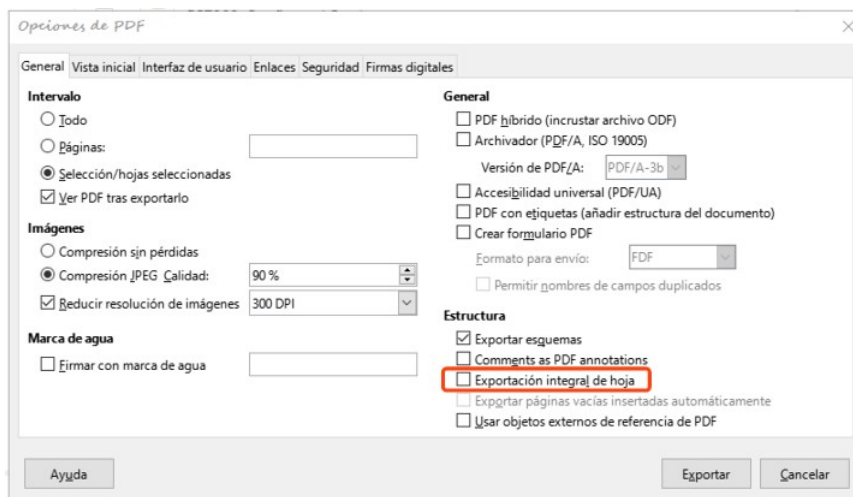 Opciones de PDF
General Vista inicial Interfaz de usuario Enlaces Seguridad Firmas digitales
Intervalo
Todo
Páginas:
Selección/hojas seleccionadas
Ver PDF tras exportarlo
Imágenes
Compresión sin pérdidas
Compresión JPEG Calidad: 90 %
Reducir resolución de imágenes 300 DPI
Marca de agua
Firmar con marca de agua
General
PDF híbrido (incrustar archivo ODF)
Archivador (PDF/A, ISO 19005)
Versión de PDF/A: PDF/A-3b
Accesibilidad universal (PDF/UA)
PDF con etiquetas (añadir estructura del documento)
Crear formulario PDF
Formato para envío: FDF
Permitir nombres de campos duplicados
Estructura
Exportar esquemas
Comments as PDF annotations
Exportación integral de hoja
Exportar páginas vacías insertadas automáticamente
Usar objetos externos de referencia de PDF
Ayuda Exportar Cancelar